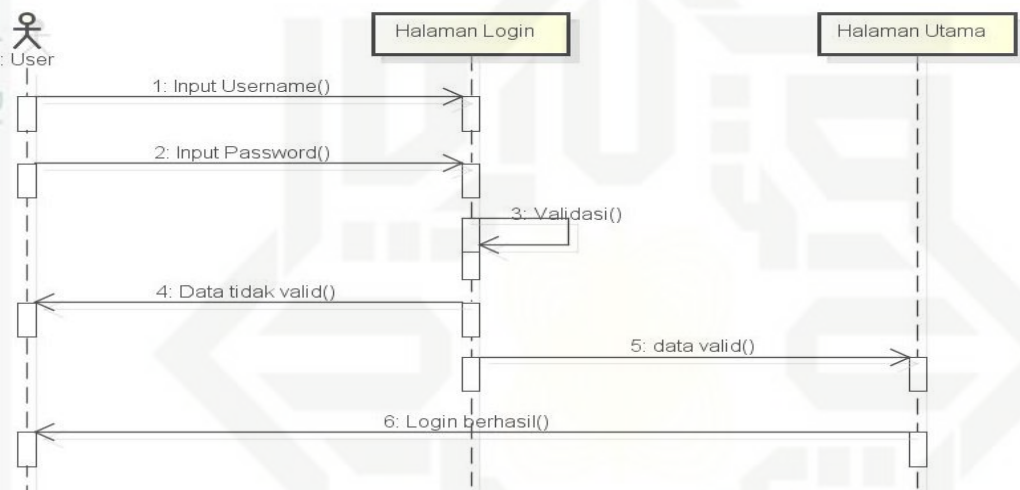 Halaman Login
Halaman Utama
: User
1: Input Username()
2: Input Password()
3: Validasi()
4: Data tidak valid()
5: data valid()
6: Login berhasil()